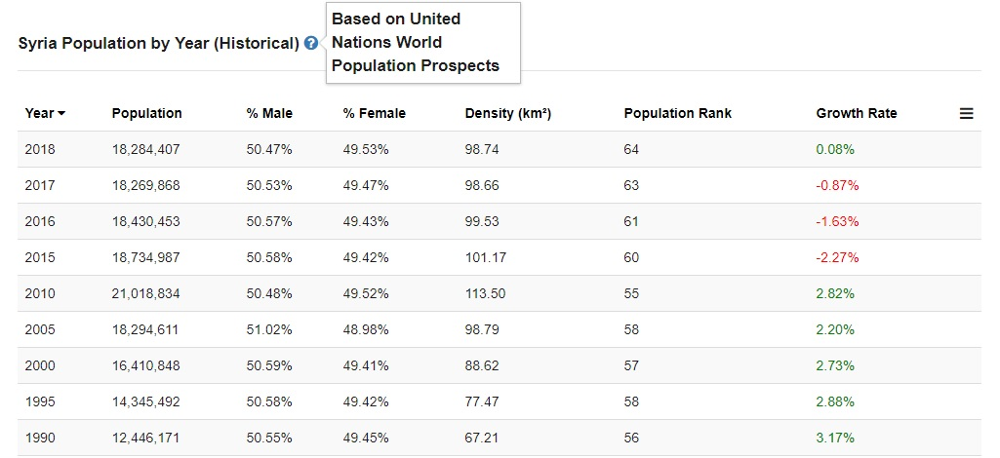 Based on United
Syria Population by Year (Historical) ? Nations World
Population Prospects
Year Population % Male % Female Density (km²) Population Rank Growth Rate
2018 18,284,407 50.47% 49.53% 98.74 64 0.08%
2017 18,269,868 50.53% 49.47% 98.66 63 -0.87%
2016 18,430,453 50.57% 49.43% 99.53 61 -1.63%
2015 18,734,987 50.58% 49.42% 101.17 60 -2.27%
2010 21,018,834 50.48% 49.52% 113.50 55 2.82%
2005 18,294,611 51.02% 48.98% 98.79 58 2.20%
2000 16,410,848 50.59% 49.41% 88.62 57 2.73%
1995 14,345,492 50.58% 49.42% 77.47 58 2.88%
1990 12,446,171 50.55% 49.45% 67.21 56 3.17%